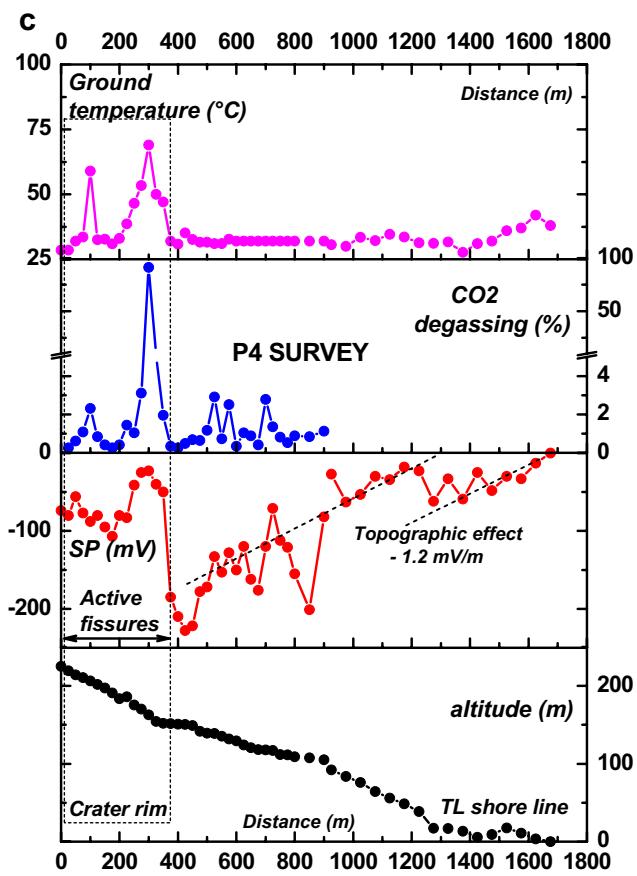 c
0 200 400 600 800 1000 1200 1400 1600 1800
100
75
50
25
Ground
temperature (°C)
Distance (m)
100
50
4
2
0
CO2
degassing (%)
P4 SURVEY
0
-100
-200
SP (mV)
Topographic effect
- 1.2 mV/m
Active
fissures
200
100
0
altitude (m)
Crater rim
Distance (m)
TL shore line
0 200 400 600 800 1000 1200 1400 1600 1800